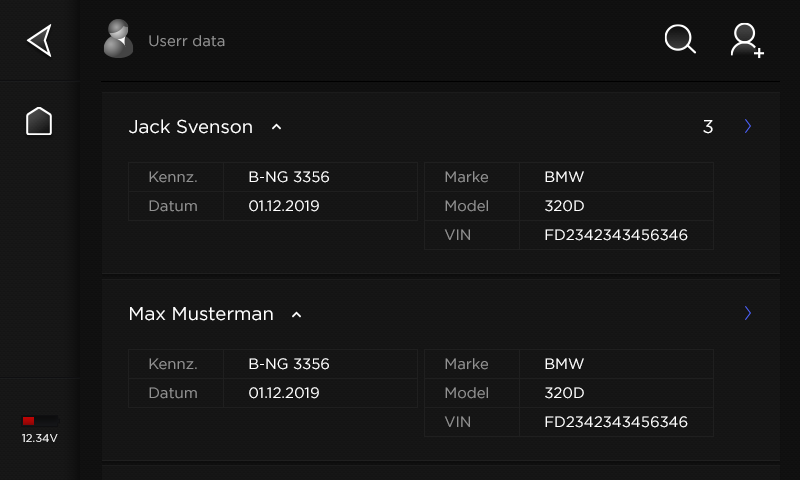 Userr data
Jack Svenson 3
Kennz. B-NG 3356 Marke BMW
Datum 01.12.2019 Model 320D
VIN FD2342343456346
Max Musterman
Kennz. B-NG 3356 Marke BMW
Datum 01.12.2019 Model 320D
VIN FD2342343456346
12.34V